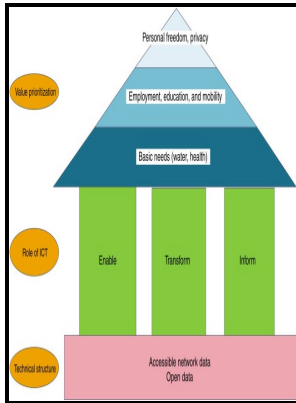 Personal freedom, privacy
Value prioritization
Employment, education, and mobility
Basic needs (water, health)
Role of ICT
Enable
Transform
Inform
Technical structure
Accessible network data
Open data